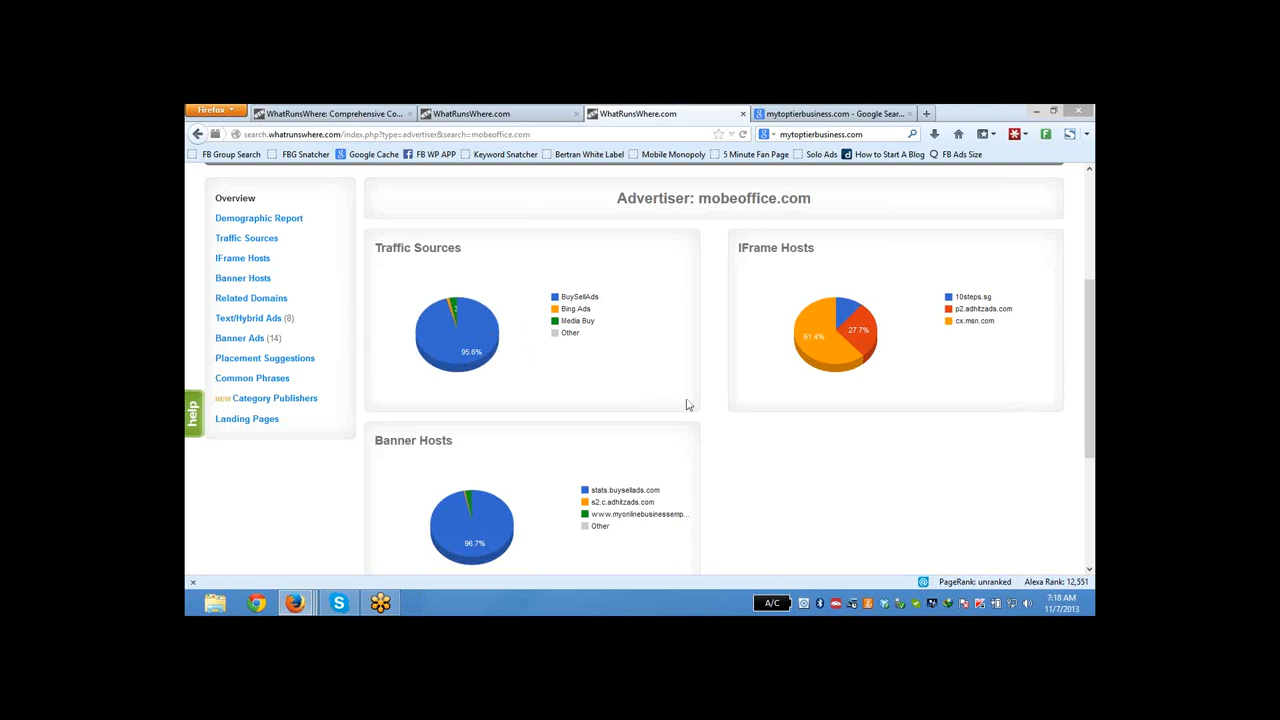 Firefox
WhatRunsWhere: Comprehensive Co...
WhatRunsWhere.com
WhatRunsWhere.com
mytoptierbusiness.com - Google Sear...
search.whatrunswhere.com/index.php?type=advertiser&search=mobeoffice.com
mytoptierbusiness.com
FB Group Search
FBG Snatcher
Google Cache
FB WP APP
Keyword Snatcher
Bertran White Label
Mobile Monopoly
5 Minute Fan Page
Solo Ads
How to Start A Blog
FB Ads Size
Overview
Demographic Report
Traffic Sources
IFrame Hosts
Banner Hosts
Related Domains
Text/Hybrid Ads (8)
Banner Ads (14)
Placement Suggestions
Common Phrases
NEW Category Publishers
Landing Pages
help
Advertiser: mobeoffice.com
Traffic Sources
95.6%
BuySellAds
Bing Ads
Media Buy
Other
IFrame Hosts
61.4%
27.7%
10steps.sg
p2.adhitzads.com
cx.msn.com
Banner Hosts
96.7%
stats.buysellads.com
s2.c.adhitzads.com
www.myonlinebusinessemp...
Other
PageRank: unranked
Alexa Rank: 12,551
A/C
7:18 AM
11/7/2013